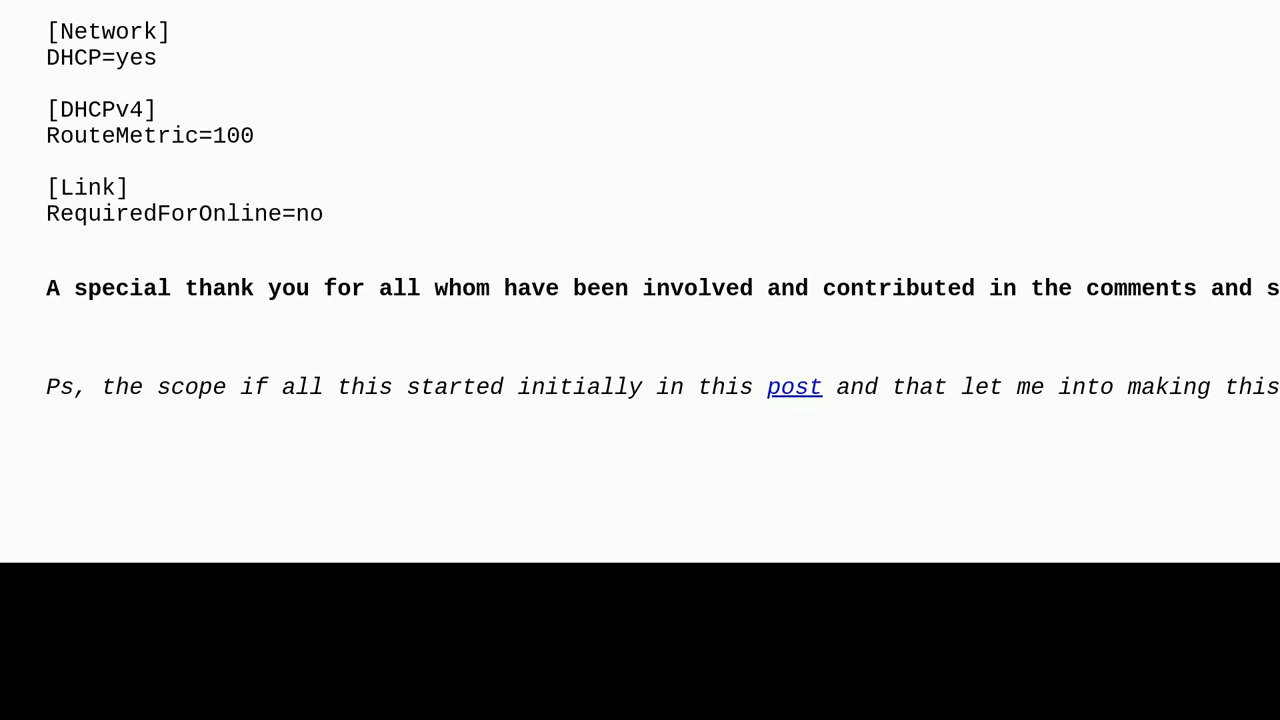 [Network]
DHCP=yes
[DHCPv4]
RouteMetric=100
[Link]
RequiredForOnline=no
A special thank you for all whom have been involved and contributed in the comments and s
Ps, the scope if all this started initially in this post and that let me into making this